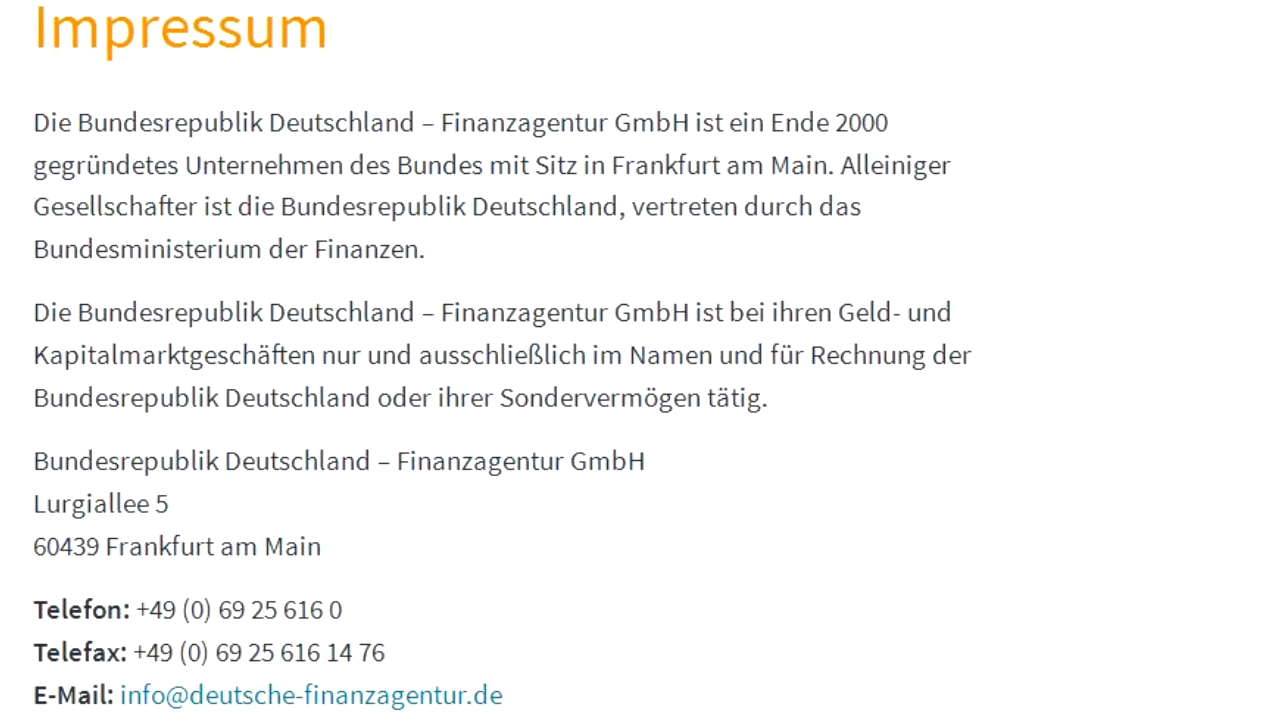 Impressum
Die Bundesrepublik Deutschland – Finanzagentur GmbH ist ein Ende 2000
gegründetes Unternehmen des Bundes mit Sitz in Frankfurt am Main. Alleiniger
Gesellschafter ist die Bundesrepublik Deutschland, vertreten durch das
Bundesministerium der Finanzen.
Die Bundesrepublik Deutschland – Finanzagentur GmbH ist bei ihren Geld- und
Kapitalmarktgeschäften nur und ausschließlich im Namen und für Rechnung der
Bundesrepublik Deutschland oder ihrer Sondervermögen tätig.
Bundesrepublik Deutschland – Finanzagentur GmbH
Lurgiallee 5
60439 Frankfurt am Main
Telefon: +49 (0) 69 25 616 0
Telefax: +49 (0) 69 25 616 14 76
E-Mail: info@deutsche-finanzagentur.de